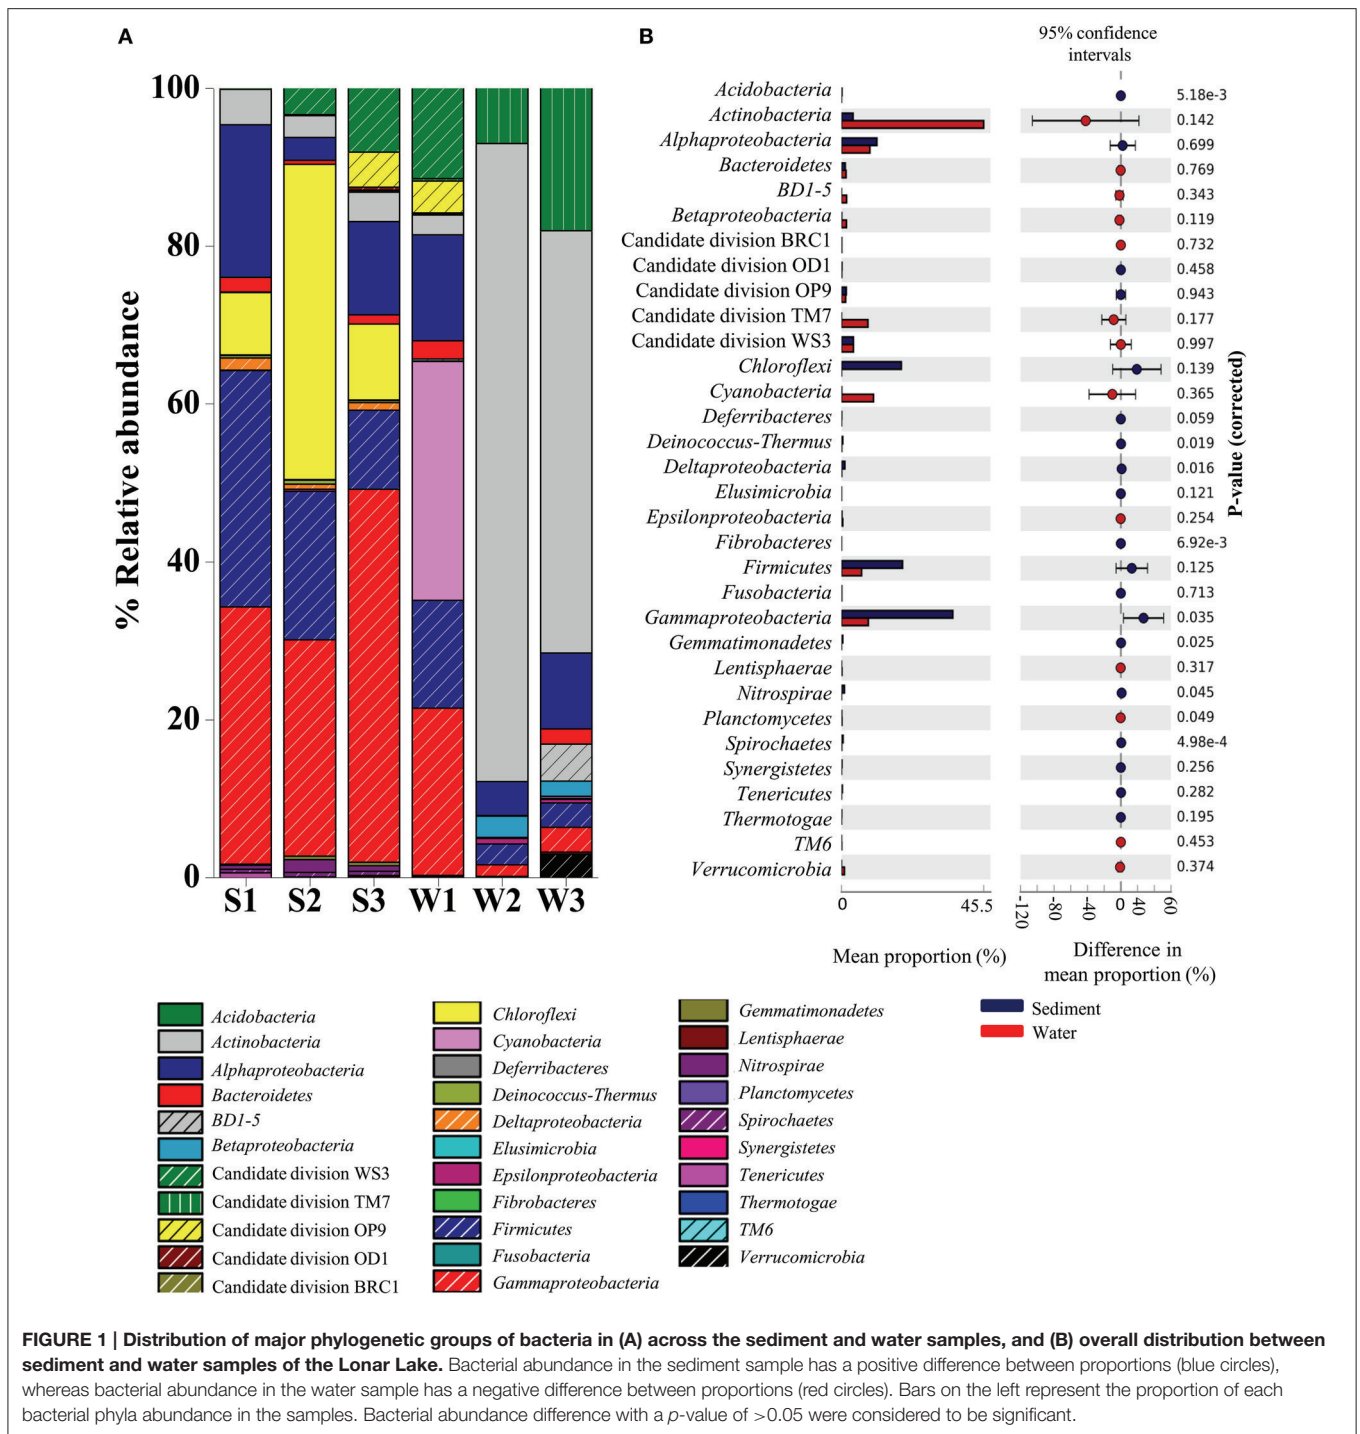 A
% Relative abundance
100
80
60
40
20
0
S1 S2 S3 W1 W2 W3
B
95% confidence
intervals
Acidobacteria 5.18e-3
Actinobacteria 0.142
Alphaproteobacteria 0.699
Bacteroidetes 0.769
BD1-5 0.343
Betaproteobacteria 0.119
Candidate division BRC1 0.732
Candidate division OD1 0.458
Candidate division OP9 0.943
Candidate division TM7 0.177
Candidate division WS3 0.997
Chloroflexi 0.139
Cyanobacteria 0.365
Deferribacteres 0.059
Deinococcus-Thermus 0.019
Deltaproteobacteria 0.016
Elusimicrobia 0.121
Epsilonproteobacteria 0.254
Fibrobacteres 6.92e-3
Firmicutes 0.125
Fusobacteria 0.713
Gammaproteobacteria 0.035
Gemmatimonadetes 0.025
Lentisphaerae 0.317
Nitrospirae 0.045
Planctomycetes 0.049
Spirochaetes 4.98e-4
Synergistetes 0.256
Tenericutes 0.282
Thermotogae 0.195
TM6 0.453
Verrucomicrobia 0.374
P-value (corrected)
0 45.5
-120 -80 -40 0 40 60
Mean proportion (%)
Difference in
mean proportion (%)
Acidobacteria
Actinobacteria
Alphaproteobacteria
Bacteroidetes
BD1-5
Betaproteobacteria
Candidate division WS3
Candidate division TM7
Candidate division OP9
Candidate division OD1
Candidate division BRC1
Chloroflexi
Cyanobacteria
Deferribacteres
Deinococcus-Thermus
Deltaproteobacteria
Elusimicrobia
Epsilonproteobacteria
Fibrobacteres
Firmicutes
Fusobacteria
Gammaproteobacteria
Gemmatimonadetes
Lentisphaerae
Nitrospirae
Planctomycetes
Spirochaetes
Synergistetes
Tenericutes
Thermotogae
TM6
Verrucomicrobia
Sediment
Water
FIGURE 1 | Distribution of major phylogenetic groups of bacteria in (A) across the sediment and water samples, and (B) overall distribution between
sediment and water samples of the Lonar Lake. Bacterial abundance in the sediment sample has a positive difference between proportions (blue circles),
whereas bacterial abundance in the water sample has a negative difference between proportions (red circles). Bars on the left represent the proportion of each
bacterial phyla abundance in the samples. Bacterial abundance difference with a p-value of >0.05 were considered to be significant.